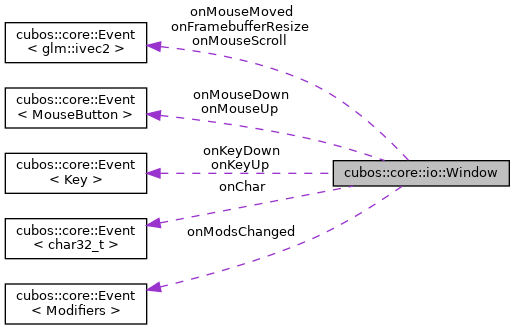 onMouseMoved
onFramebufferResize
onMouseScroll
cubos::core::Event
< glm::ivec2 >
onMouseDown
onMouseUp
cubos::core::Event
< MouseButton >
onKeyDown
onKeyUp
cubos::core::Event
< Key >
cubos::core::io::Window
onChar
cubos::core::Event
< char32_t >
onModsChanged
cubos::core::Event
< Modifiers >